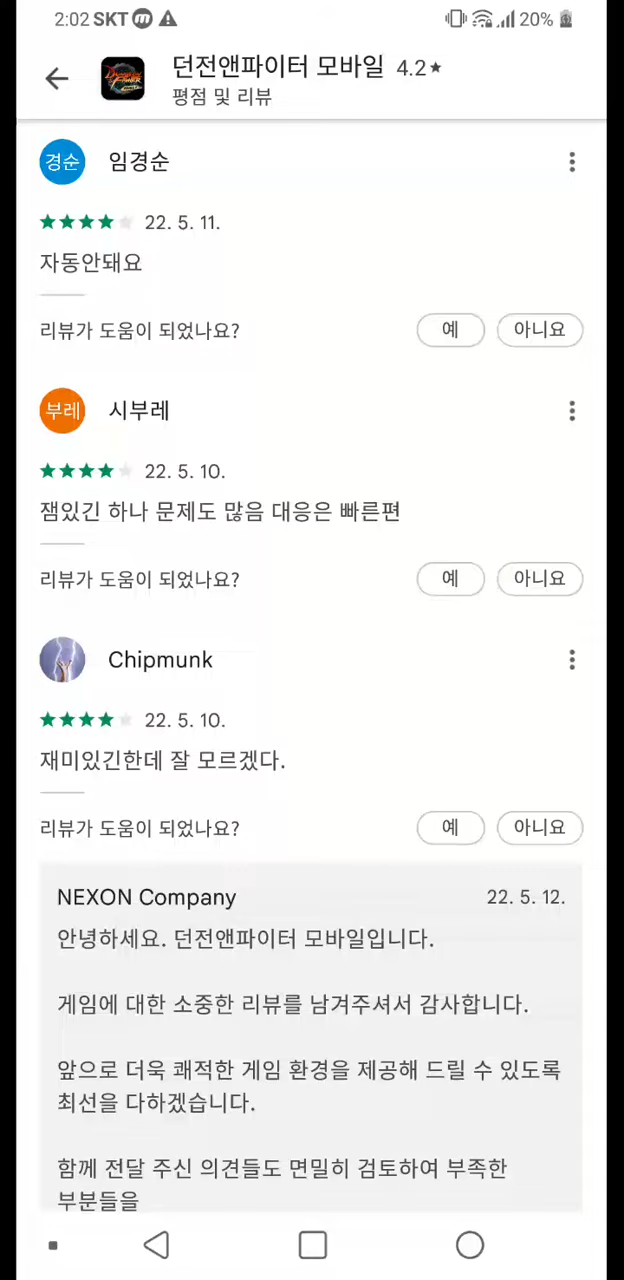 2:02 SKT m
20%
던전앤파이터 모바일 4.2★
평점 및 리뷰
경순 임경순
22. 5. 11.
자동안돼요
리뷰가 도움이 되었나요? 예 아니요
부레 시부레
22. 5. 10.
잼있긴 하나 문제도 많음 대응은 빠른편
리뷰가 도움이 되었나요? 예 아니요
Chipmunk
22. 5. 10.
재미있긴한데 잘 모르겠다.
리뷰가 도움이 되었나요? 예 아니요
NEXON Company 22. 5. 12.
안녕하세요. 던전앤파이터 모바일입니다.
게임에 대한 소중한 리뷰를 남겨주셔서 감사합니다.
앞으로 더욱 쾌적한 게임 환경을 제공해 드릴 수 있도록
최선을 다하겠습니다.
함께 전달 주신 의견들도 면밀히 검토하여 부족한
부분들을